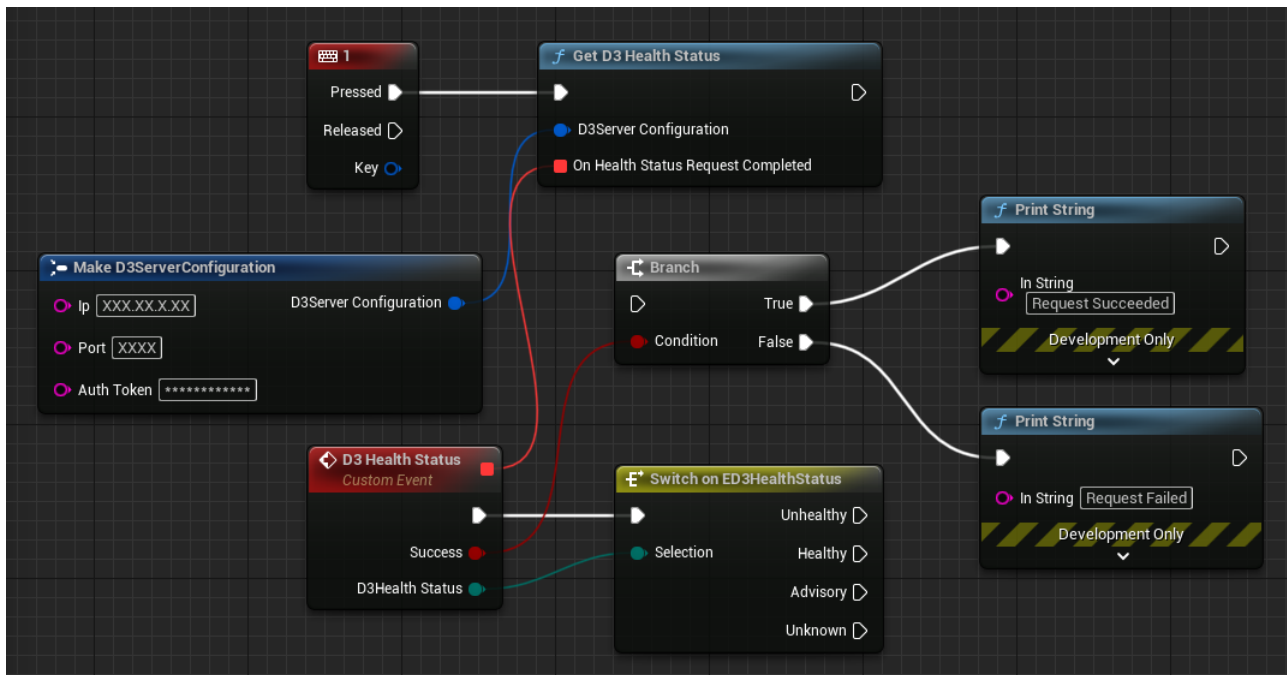 1
Pressed
Released
Key
Get D3 Health Status
D3Server Configuration
On Health Status Request Completed
Make D3ServerConfiguration
Ip XXX.XX.X.XX
D3Server Configuration
Port XXXX
Auth Token ************
Branch
True
Condition
False
Print String
In String
Request Succeeded
Development Only
Print String
In String Request Failed
Development Only
D3 Health Status
Custom Event
Success
D3Health Status
Switch on ED3HealthStatus
Unhealthy
Selection
Healthy
Advisory
Unknown